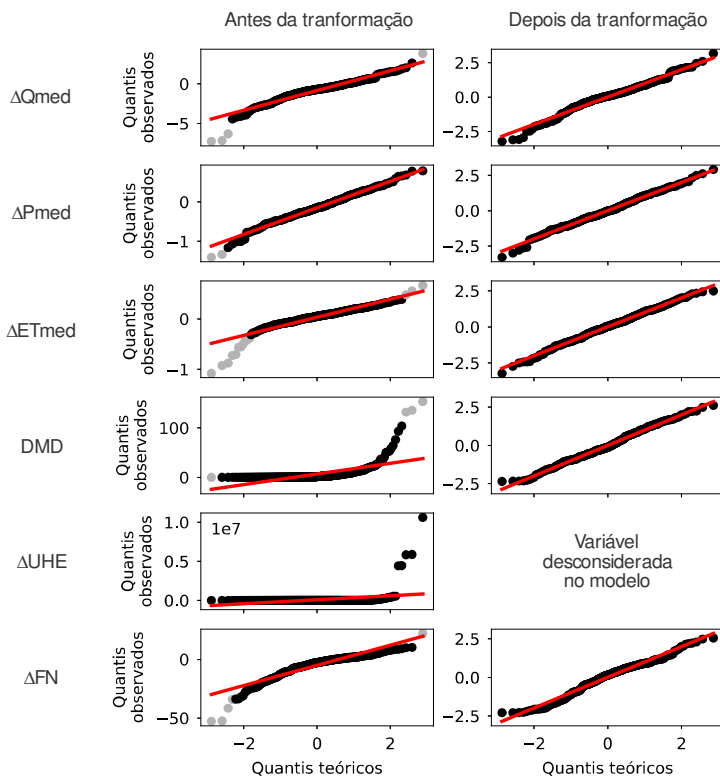 Antes da tranformação
Depois da tranformação
ΔQmed
Quantis
observados
0
−5
2.5
0.0
−2.5
ΔPmed
Quantis
observados
0
−1
2.5
0.0
−2.5
ΔETmed
Quantis
observados
0
−1
2.5
0.0
−2.5
DMD
Quantis
observados
100
0
2.5
0.0
−2.5
ΔUHE
Quantis
observados
1.0
0.5
0.0
1e7
Variável
desconsiderada
no modelo
ΔFN
Quantis
observados
0
−50
2.5
0.0
−2.5
−2 0 2
−2 0 2
Quantis teóricos
Quantis teóricos